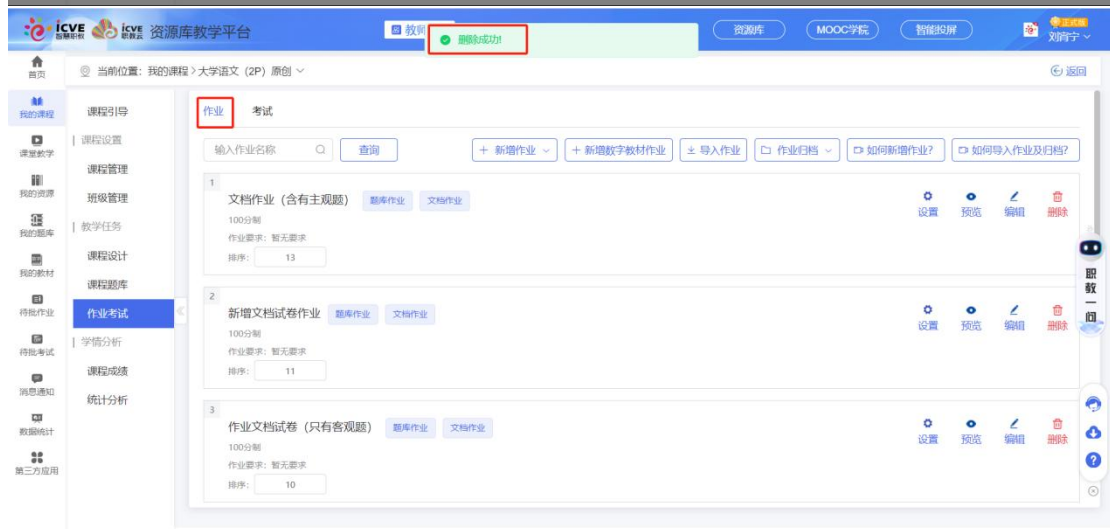 icve 智慧职教 icve 职教云 资源库教学平台
教师
删除成功!
资源库 MOOC学院 智能投屏
正式版
首页
当前位置: 我的课程 > 大学语文 (2P) 原创
返回
我的课程
课堂教学
我的资源
我的题库
我的教材
待批作业
待批考试
消息通知
数据统计
第三方应用
课程引导
课程设置
课程管理
班级管理
教学任务
课程设计
课程题库
作业考试
学情分析
课程成绩
统计分析
作业 考试
输入作业名称 查询 + 新增作业 + 新增数字教材作业 导入作业 作业归档 如何新增作业? 如何导入作业及归档?
1
文档作业 (含有主观题) 题库作业 文档作业
100分制
作业要求: 暂无要求
排序: 13
设置 预览 编辑 删除
2
新增文档试卷作业 题库作业 文档作业
100分制
作业要求: 暂无要求
排序: 11
设置 预览 编辑 删除
3
作业文档试卷 (只有客观题) 题库作业 文档作业
100分制
作业要求: 暂无要求
排序: 10
设置 预览 编辑 删除
职教一问